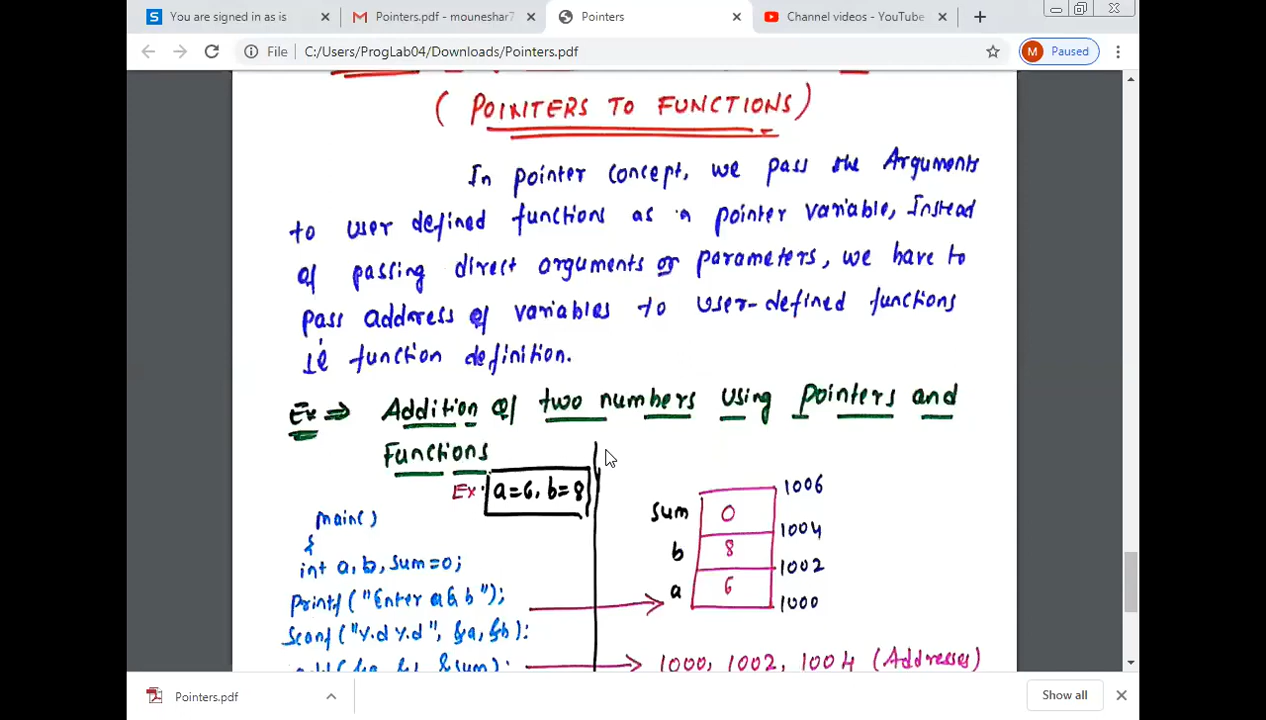 You are signed in as is
Pointers.pdf - mouneshar7
Pointers
Channel videos - YouTube
File C:/Users/ProgLab04/Downloads/Pointers.pdf
M Paused
( POINTERS TO FUNCTIONS)
In pointer concept, we pass the Arguments
to user defined functions as a pointer variable, Instead
of passing direct arguments or parameters, we have to
pass address of variables to user-defined functions
ie function definition.
Ex ⇒ Addition of two numbers using pointers and
Functions
Ex: a=6, b=8
main()
{
int a, b, sum=0;
printf ("Enter a & b");
scanf ("%d %d", &a, &b);
add( &a, &b, &sum);
1006
sum 0
1004
b 8
1002
a 6
1000
1000, 1002, 1004 (Addresses)
Pointers.pdf
Show all